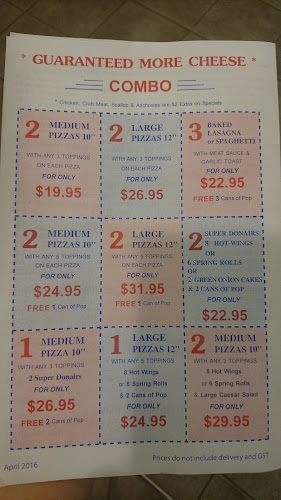 * GUARANTEED MORE CHEESE *
COMBO
* Chicken, Crab Meat, Scallop & Anchovies are $2 Extra on Specials
2 MEDIUM
PIZZAS 10"
WITH ANY 3 TOPPINGS
ON EACH PIZZA
FOR ONLY
$19.95
2 LARGE
PIZZAS 12"
WITH ANY 3 TOPPINGS
ON EACH PIZZA
FOR ONLY
$26.95
3 BAKED
LASAGNA
or SPAGHETTI
WITH MEAT SAUCE &
GARLIC TOAST
FOR ONLY
$22.95
FREE 3 Cans of Pop
2 MEDIUM
PIZZAS 10"
WITH ANY 5 TOPPINGS
ON EACH PIZZA
FOR ONLY
$24.95
FREE 1 Can of Pop
2 LARGE
PIZZAS 12"
WITH ANY 5 TOPPINGS
ON EACH PIZZA
FOR ONLY
$31.95
FREE 1 Can of Pop
2 SUPER DONAIRS
8 HOT WINGS
OR
6 SPRING ROLLS
OR
2 GREEN ONION CAKES
& 2 CANS OF POP
FOR ONLY
$22.95
1 MEDIUM
PIZZA 10"
WITH ANY 3 TOPPINGS
2 Super Donairs
FOR ONLY
$26.95
FREE 2 Cans of Pop
1 LARGE
PIZZAS 12"
WITH ANY 5 TOPPINGS
8 Hot Wings
or 6 Spring Rolls
& 2 Cans of Pop
FOR ONLY
$24.95
2 MEDIUM
PIZZAS 10"
WITH ANY 3 TOPPINGS
8 Hot Wings
or 6 Spring Rolls
& Large Caesar Salad
FOR ONLY
$29.95
April 2016
Prices do not include delivery and GST